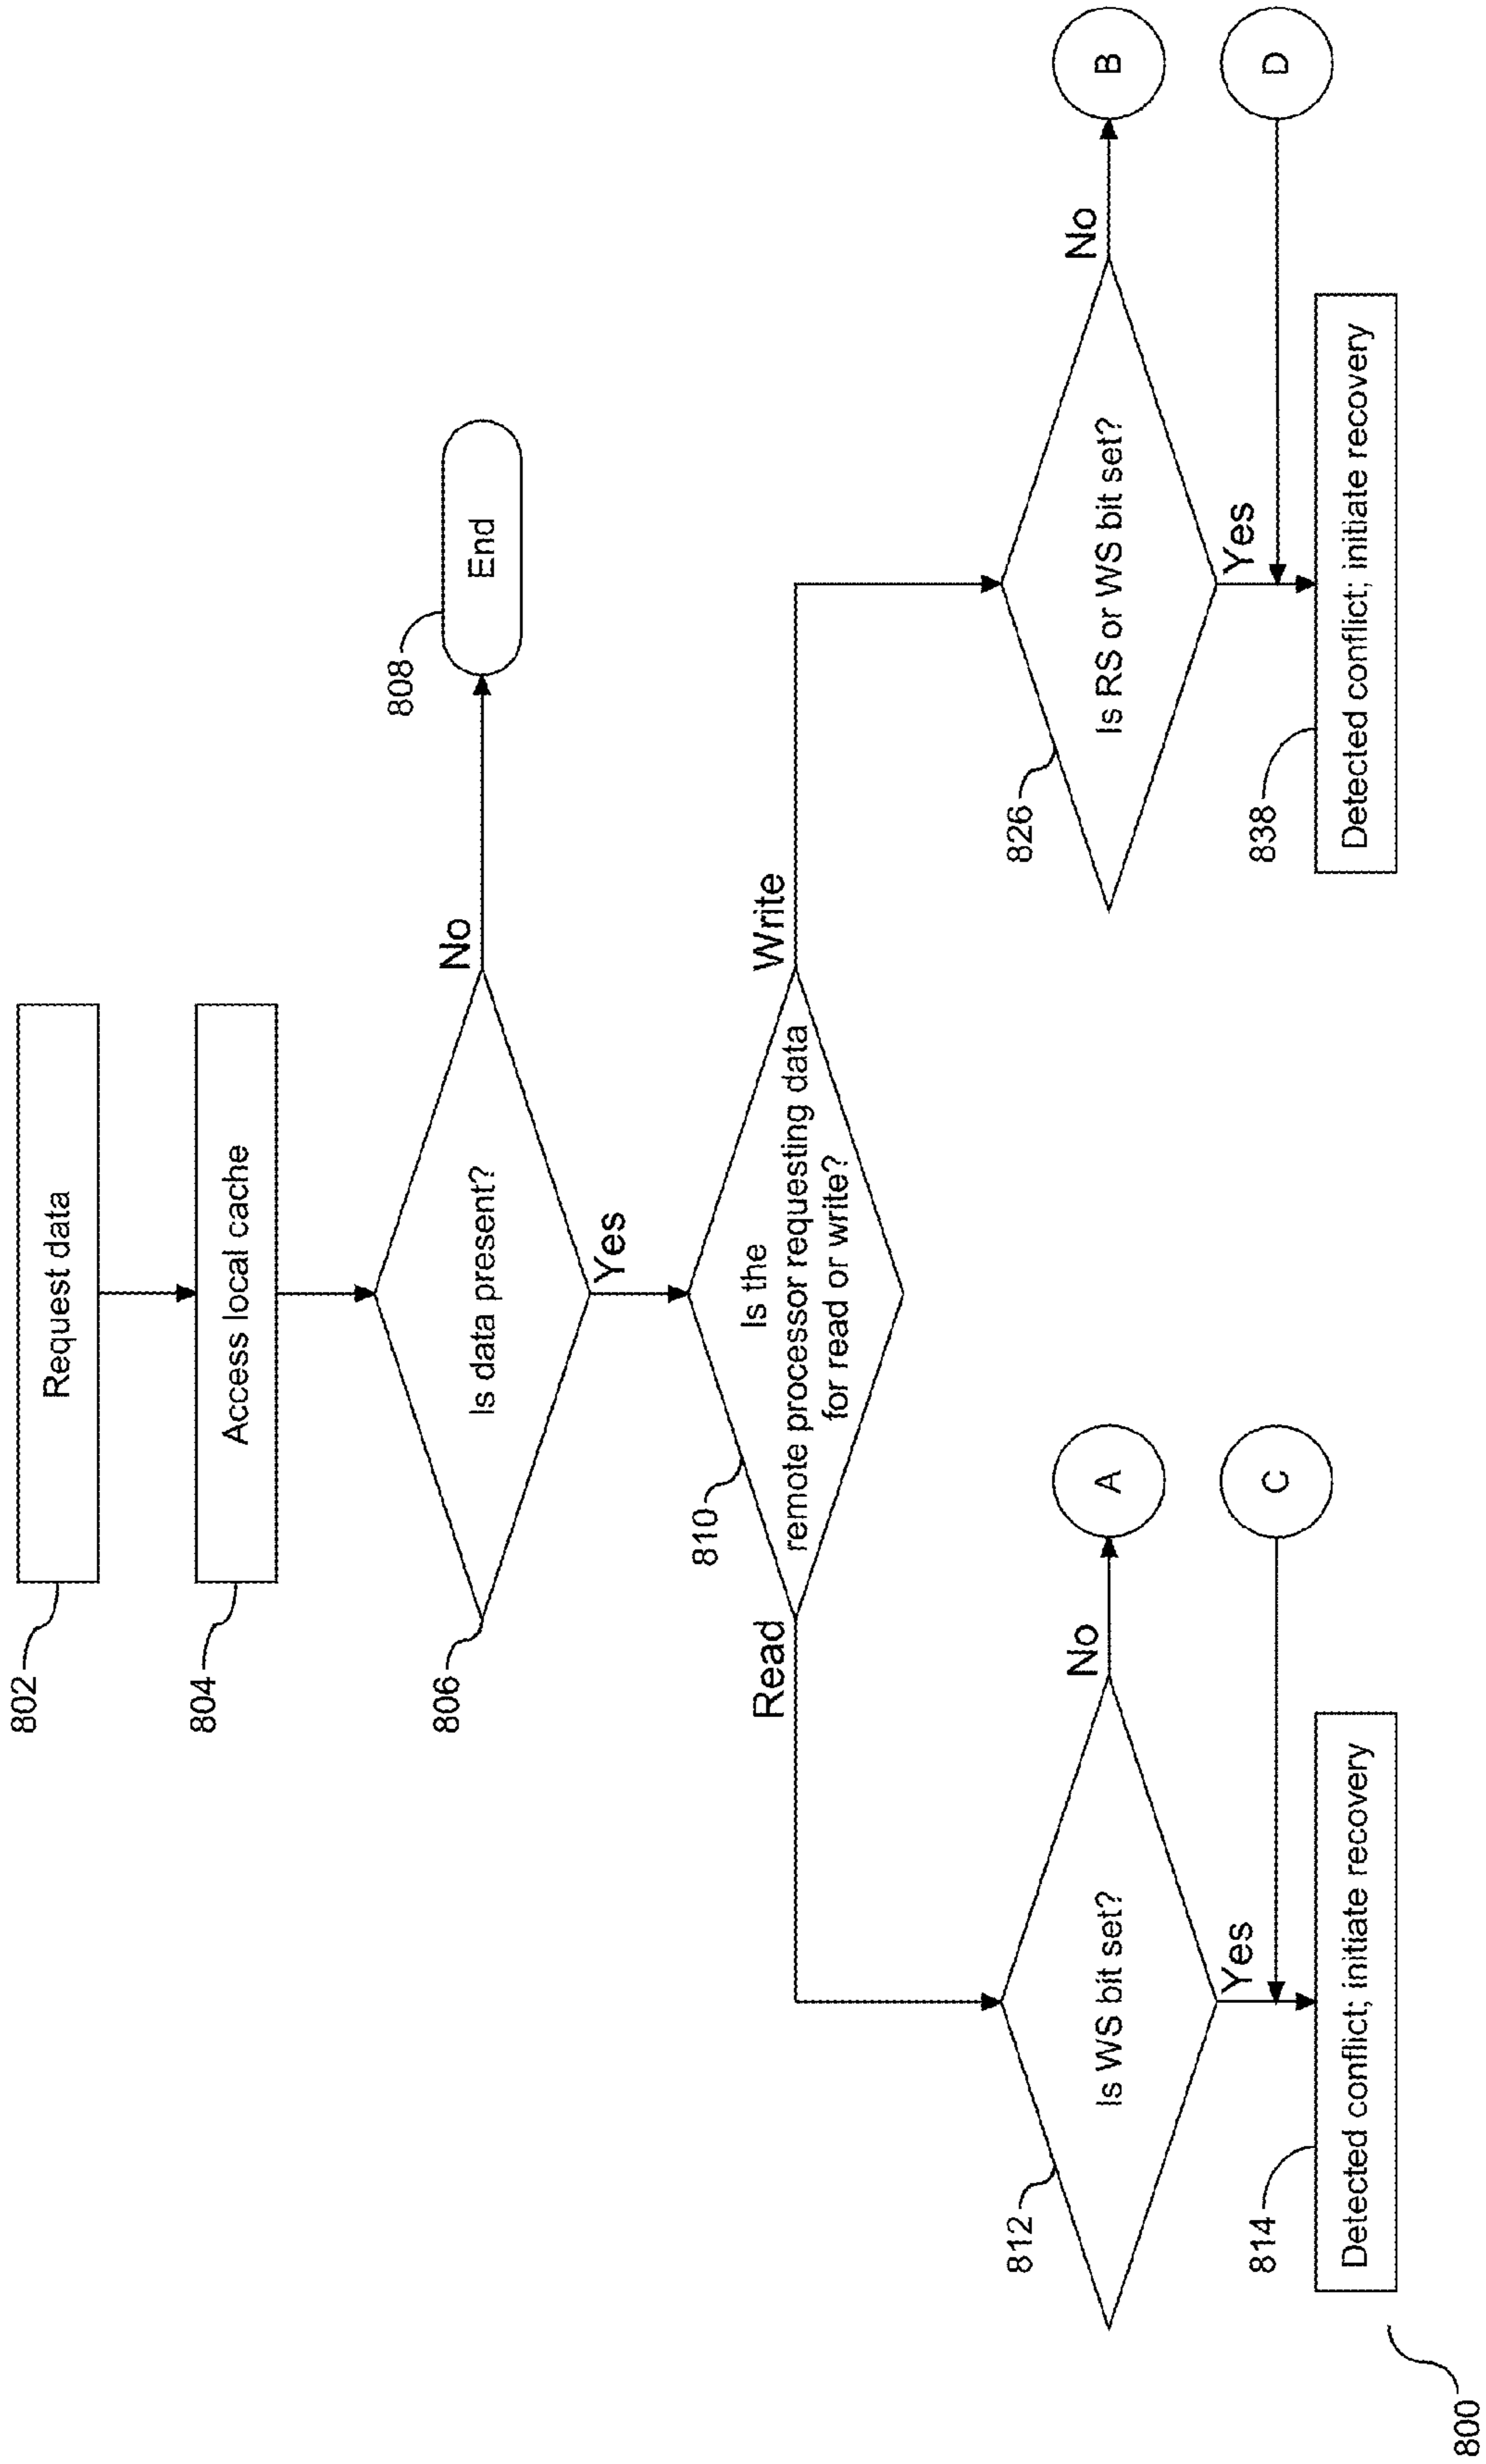 802
Request data
804
Access local cache
806
Is data present?
No
808
End
Yes
810
Is the
remote processor requesting data
for read or write?
Read
Write
812
Is WS bit set?
No
A
826
Is RS or WS bit set?
No
B
Yes
C
Yes
D
814
Detected conflict; initiate recovery
838
Detected conflict; initiate recovery
800